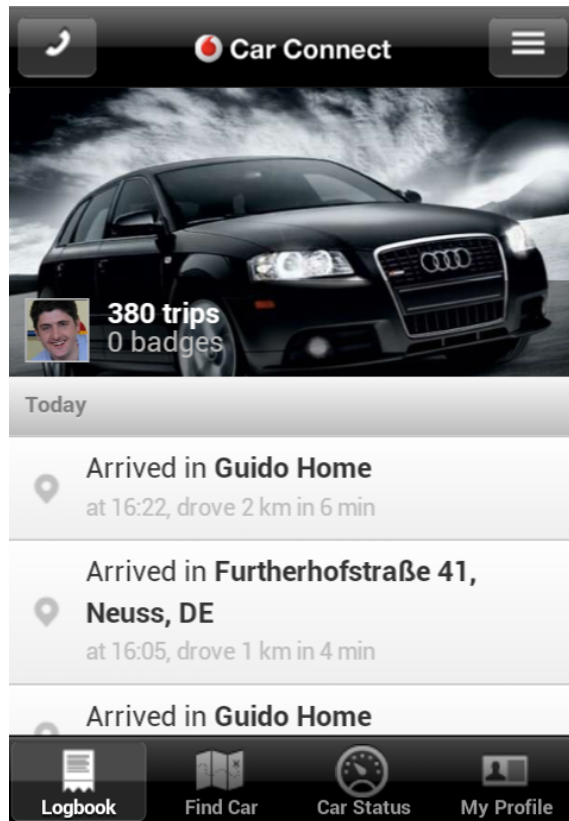 Car Connect
380 trips
0 badges
Today
Arrived in Guido Home
at 16:22, drove 2 km in 6 min
Arrived in Furtherhofstraße 41,
Neuss, DE
at 16:05, drove 1 km in 4 min
Arrived in Guido Home
Logbook Find Car Car Status My Profile